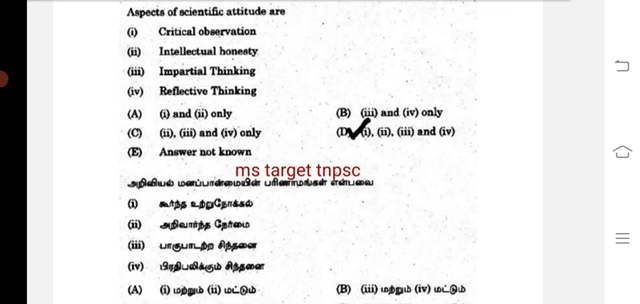 Aspects of scientific attitude are
(i) Critical observation
(ii) Intellectual honesty
(iii) Impartial Thinking
(iv) Reflective Thinking
(A) (i) and (ii) only (B) (iii) and (iv) only
(C) (ii), (iii) and (iv) only (D) (i), (ii), (iii) and (iv)
(E) Answer not known
ms target tnpsc
அறிவியல் மனப்பான்மையின் பரிணாமங்கள் என்பவை
(i) கூர்ந்த உற்றுநோக்கல்
(ii) அறிவார்ந்த நேர்மை
(iii) பாகுபாடற்ற சிந்தனை
(iv) பிரதிபலிக்கும் சிந்தனை
(A) (i) மற்றும் (ii) மட்டும் (B) (iii) மற்றும் (iv) மட்டும்